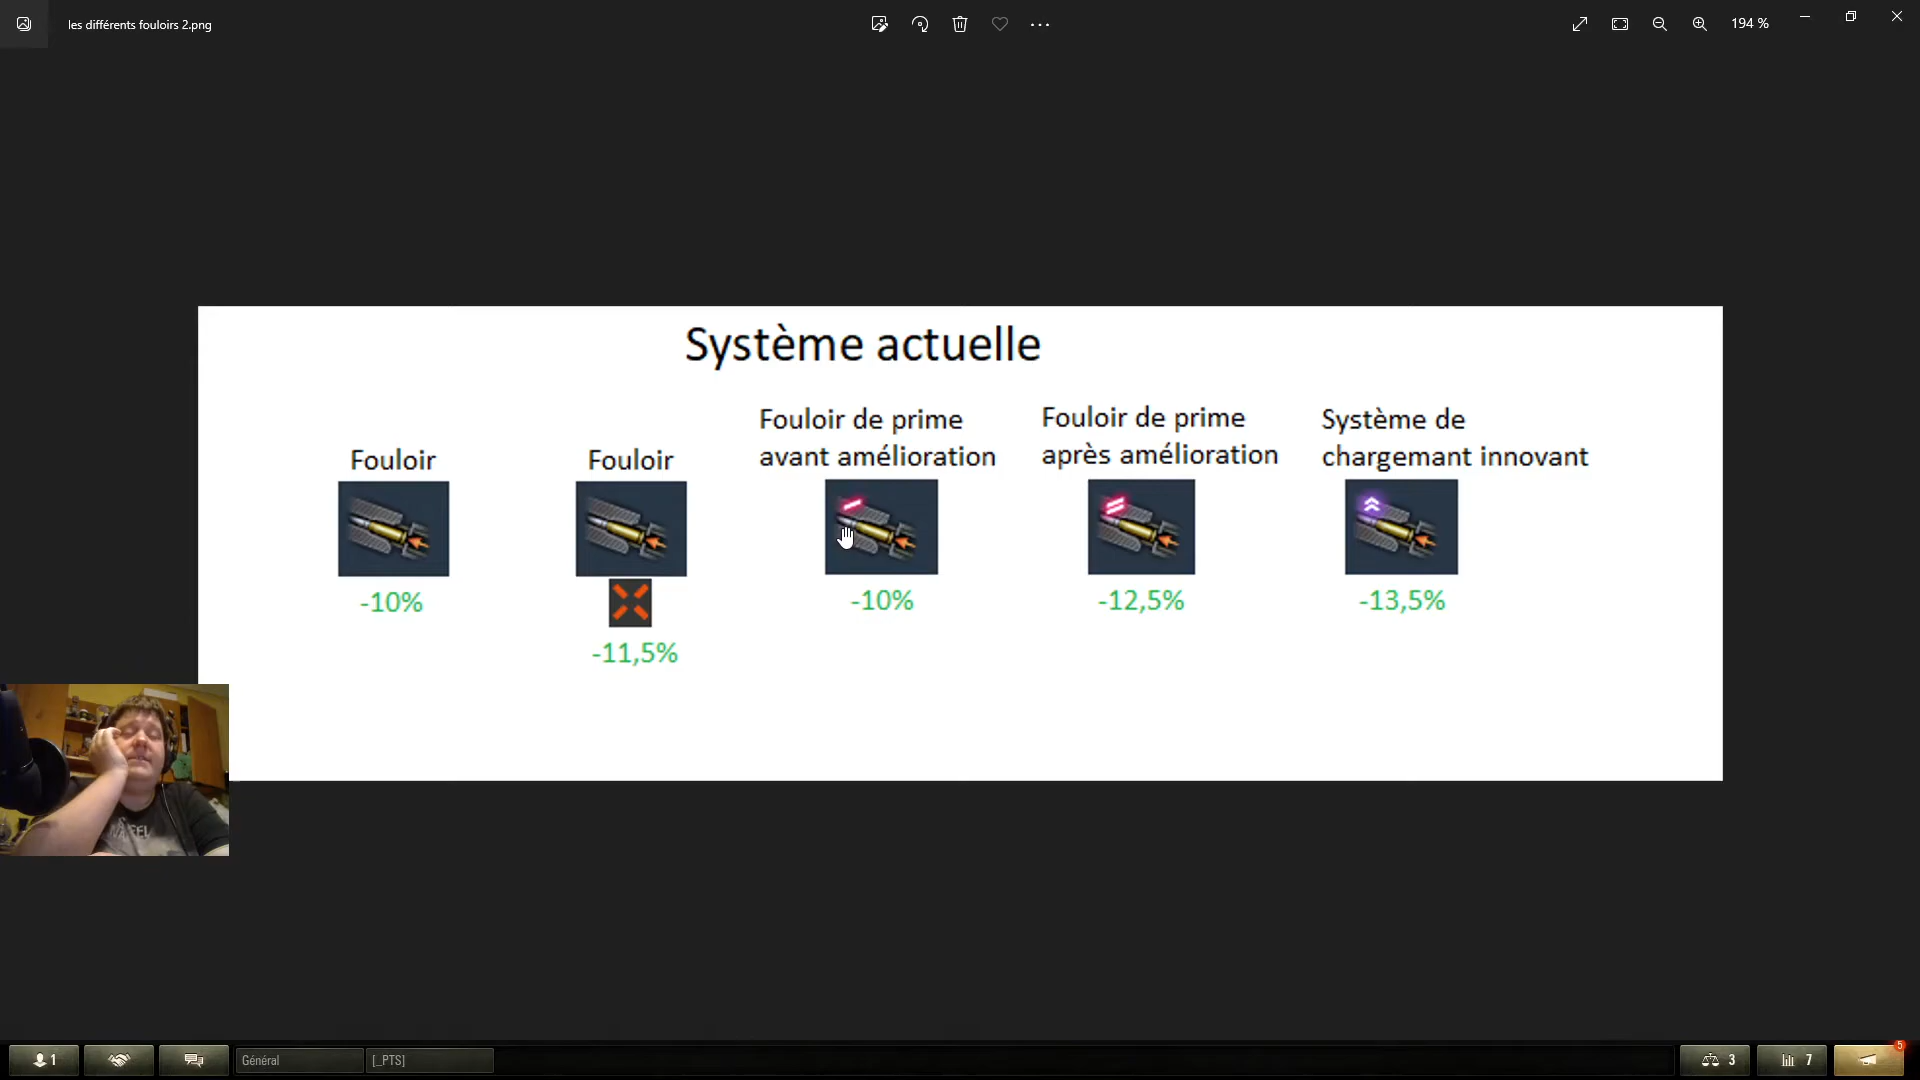 les différents fouloirs 2.png
194 %
Système actuelle
Fouloir
Fouloir
Fouloir de prime
avant amélioration
Fouloir de prime
après amélioration
Système de
chargemant innovant
-10%
-11,5%
-10%
-12,5%
-13,5%
1
Général
[_PTS]
3
7
5